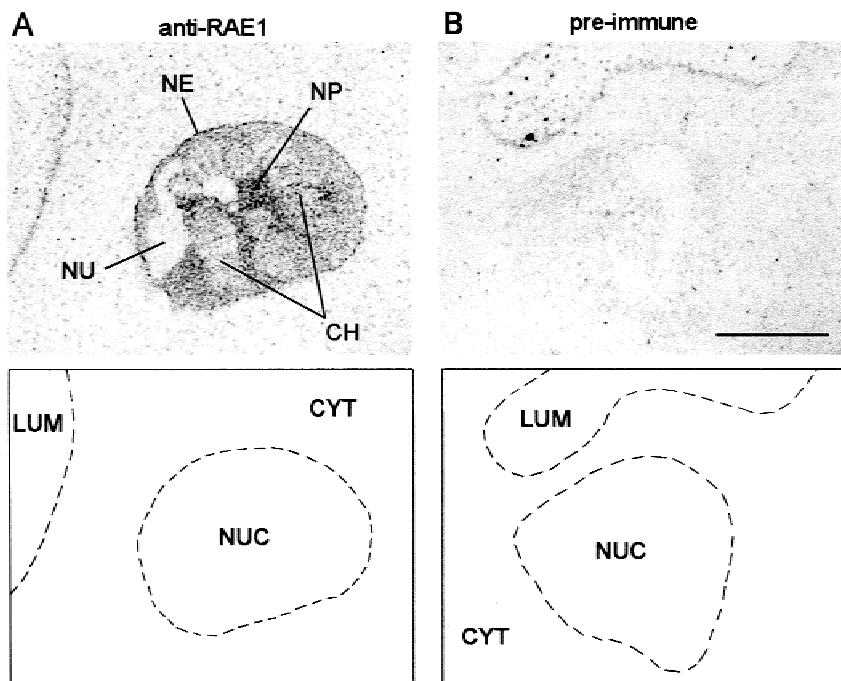 A anti-RAE1
NE
NP
NU
CH
LUM
CYT
NUC
B pre-immune
LUM
NUC
CYT